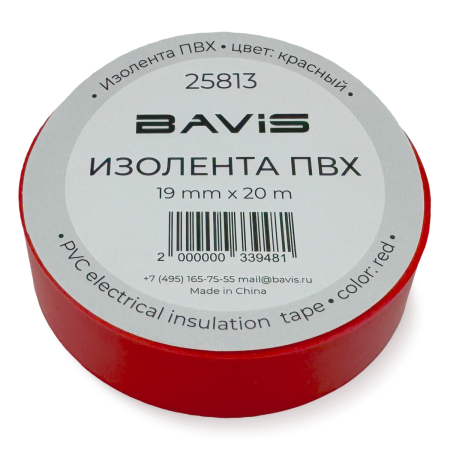 • Изолента ПВХ • цвет: красный •
25813
BAViS
ИЗОЛЕНТА ПВХ
19 mm x 20 m
2 000000 339481
+7 (495) 165-75-55 mail@bavis.ru
Made in China
• PVC electrical insulation tape • color: red •